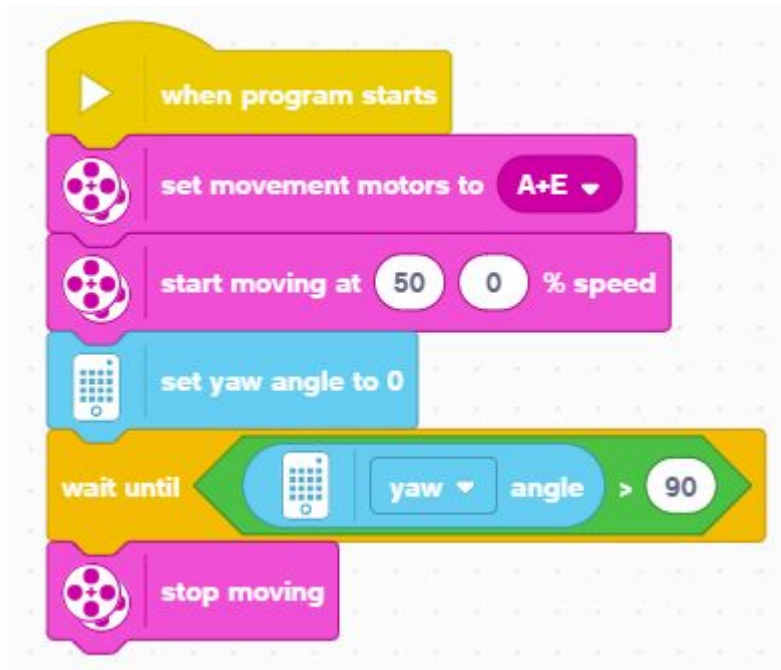 when program starts
set movement motors to A+E
start moving at 50 0 % speed
set yaw angle to 0
wait until yaw angle > 90
stop moving